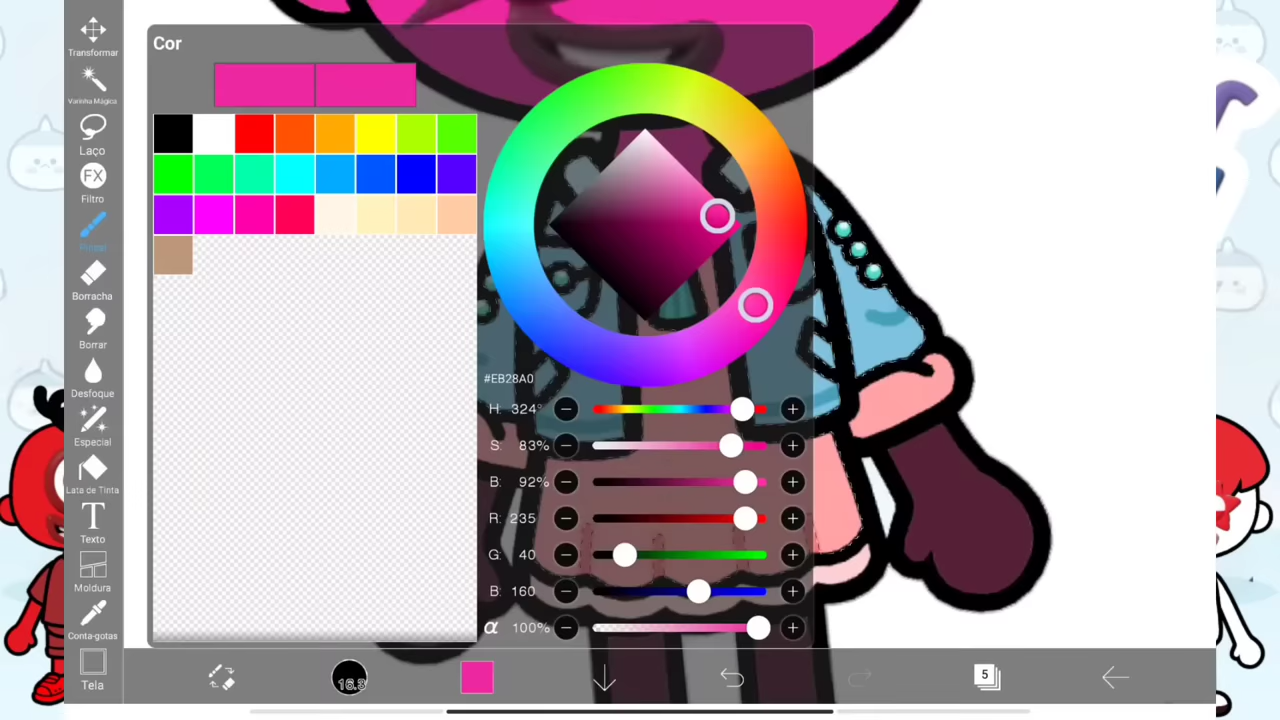 Cor
Transformar
Varinha Mágica
Laço
FX
Filtro
Pincel
Borracha
Borrar
Desfoque
Especial
Lata de Tinta
T
Texto
Moldura
Conta-gotas
Tela
#EB28A0
H: 324°
S: 83%
B: 92%
R: 235
G: 40
B: 160
α 100%
16.3
5